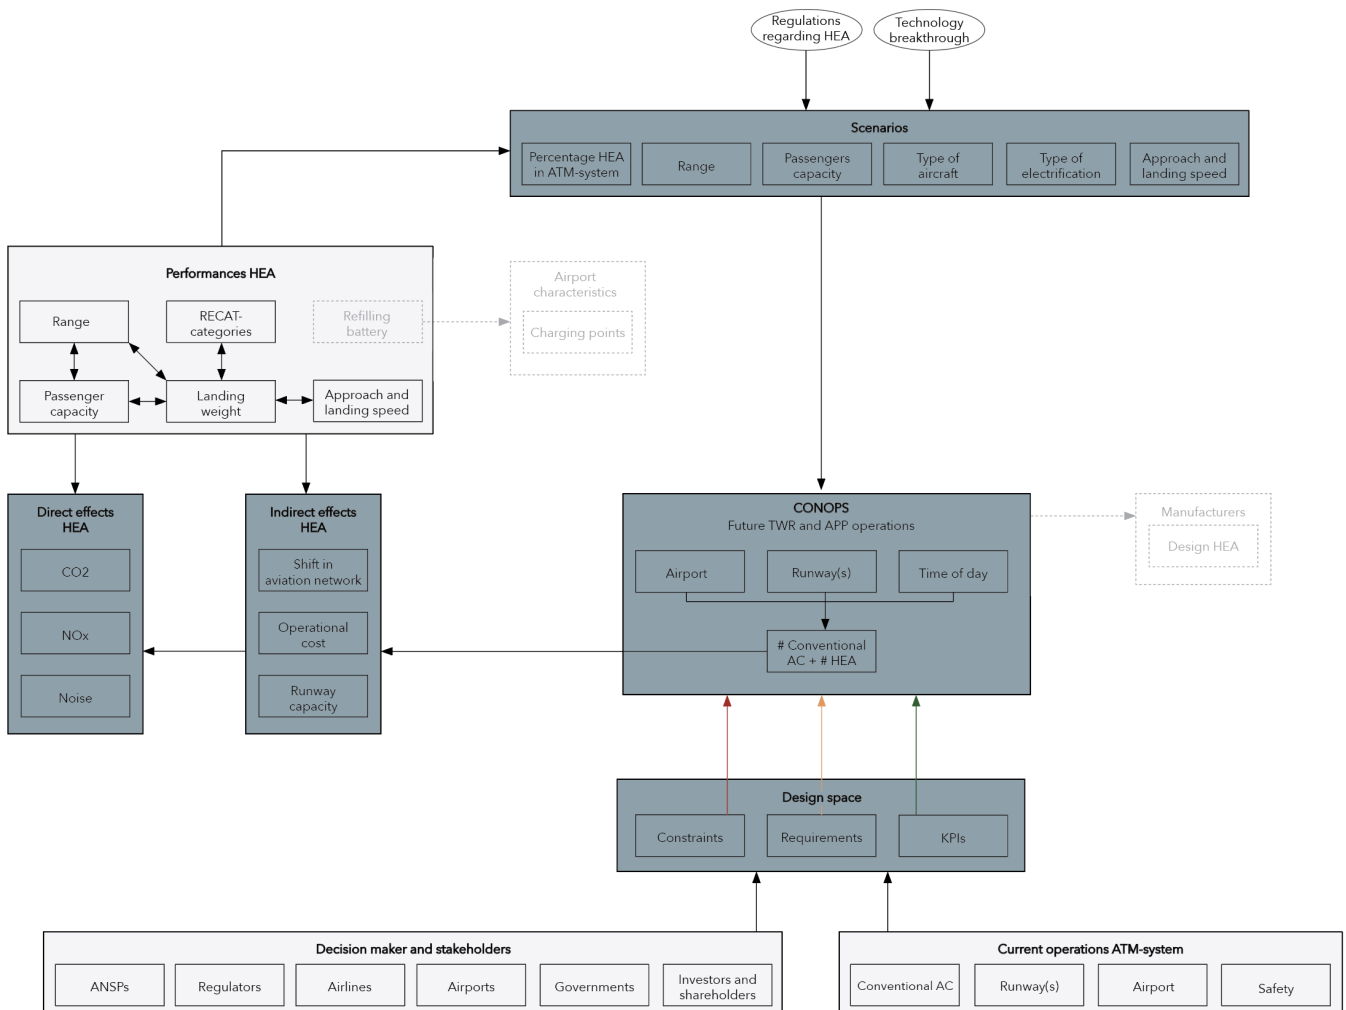 Regulations
regarding HEA
Technology
breakthrough
Scenarios
Percentage HEA
in ATM-system
Range
Passengers
capacity
Type of
aircraft
Type of
electrification
Approach and
landing speed
Performances HEA
Range
RECAT-
categories
Refilling
battery
Passenger
capacity
Landing
weight
Approach and
landing speed
Airport
characteristics
Charging points
Direct effects
HEA
CO2
NOx
Noise
Indirect effects
HEA
Shift in
aviation network
Operational
cost
Runway
capacity
CONOPS
Future TWR and APP operations
Airport
Runway(s)
Time of day
# Conventional
AC + # HEA
Manufacturers
Design HEA
Design space
Constraints
Requirements
KPIs
Decision maker and stakeholders
ANSPs
Regulators
Airlines
Airports
Governments
Investors and
shareholders
Current operations ATM-system
Conventional AC
Runway(s)
Airport
Safety